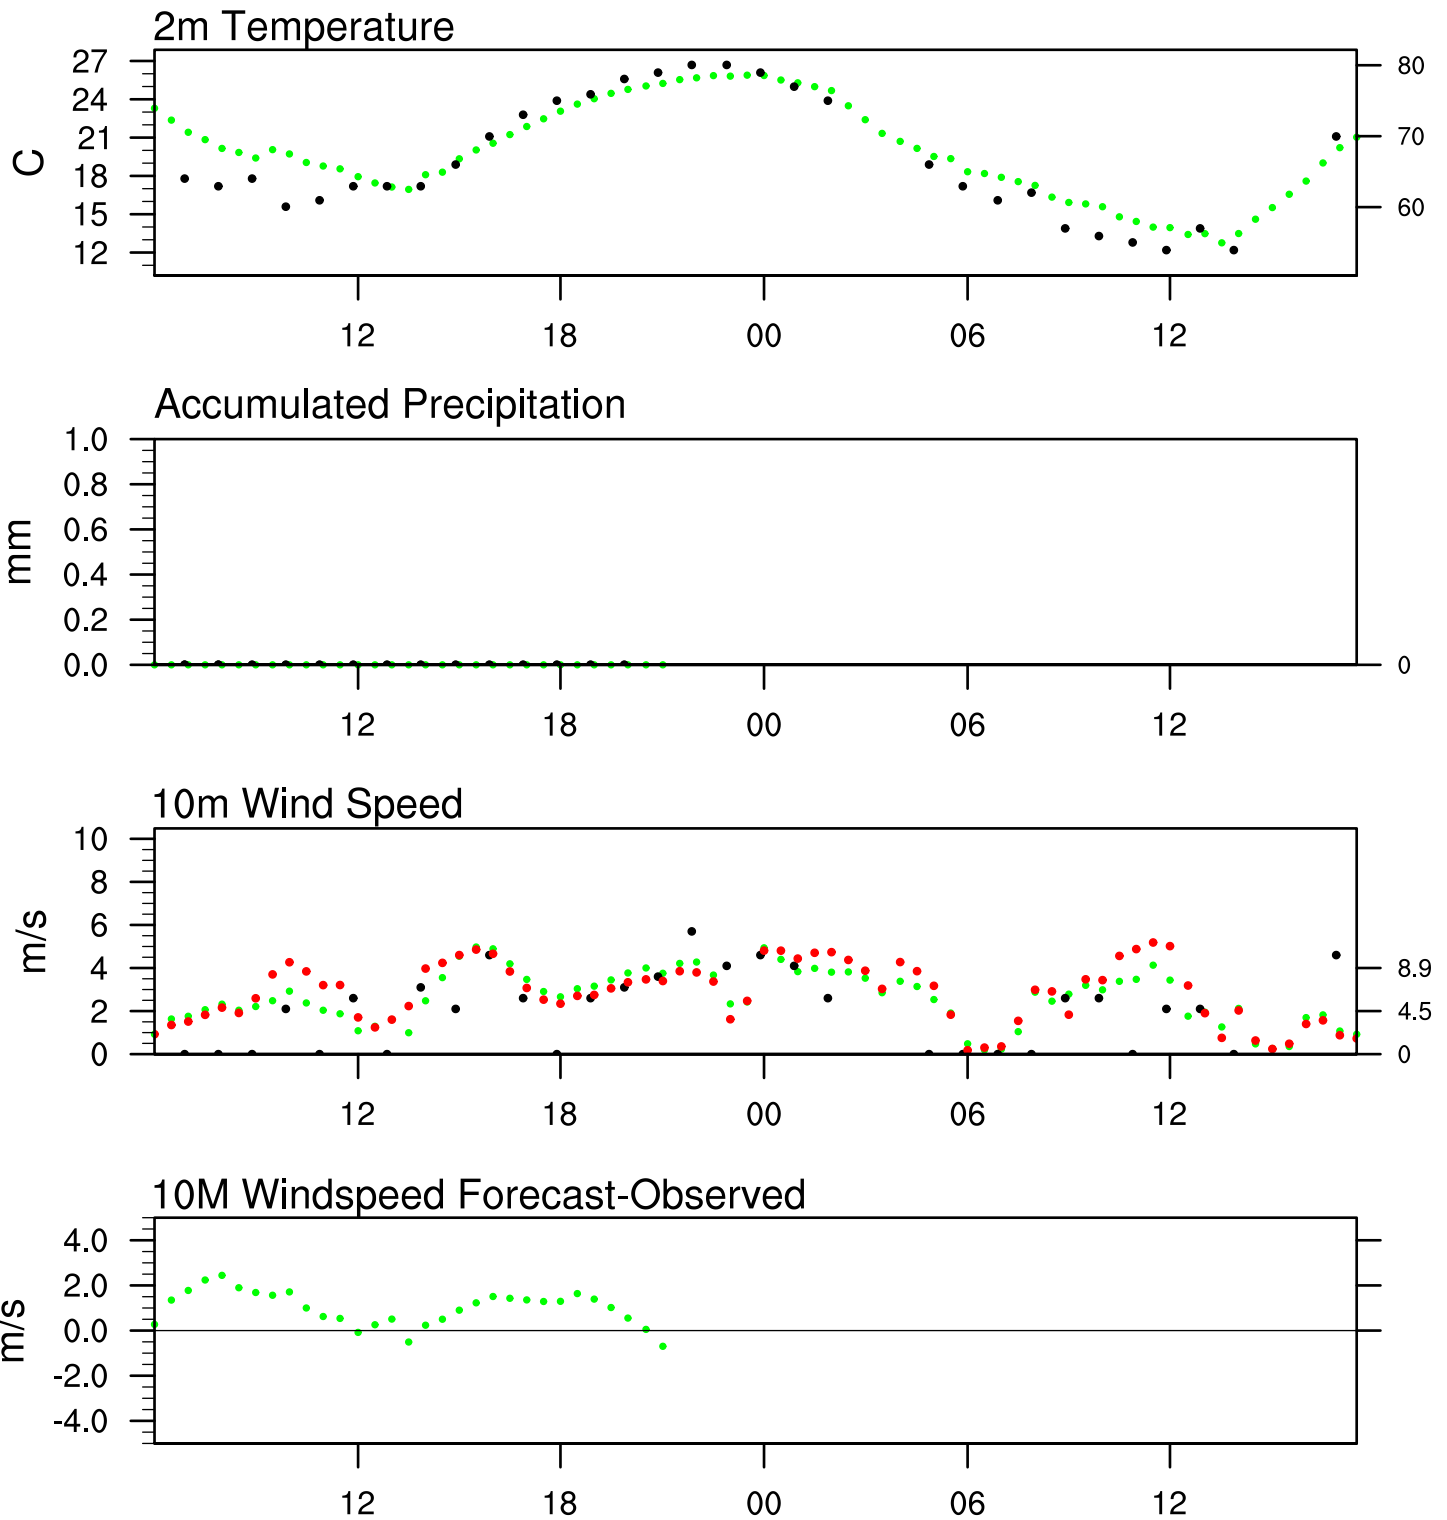 2m Temperature
27
24
21
18
15
12
C
80
70
60
12 18 00 06 12
Accumulated Precipitation
1.0
0.8
0.6
0.4
0.2
0.0
mm
0
12 18 00 06 12
10m Wind Speed
10
8
6
4
2
0
m/s
8.9
4.5
0
12 18 00 06 12
10M Windspeed Forecast-Observed
4.0
2.0
0.0
-2.0
-4.0
m/s
12 18 00 06 12